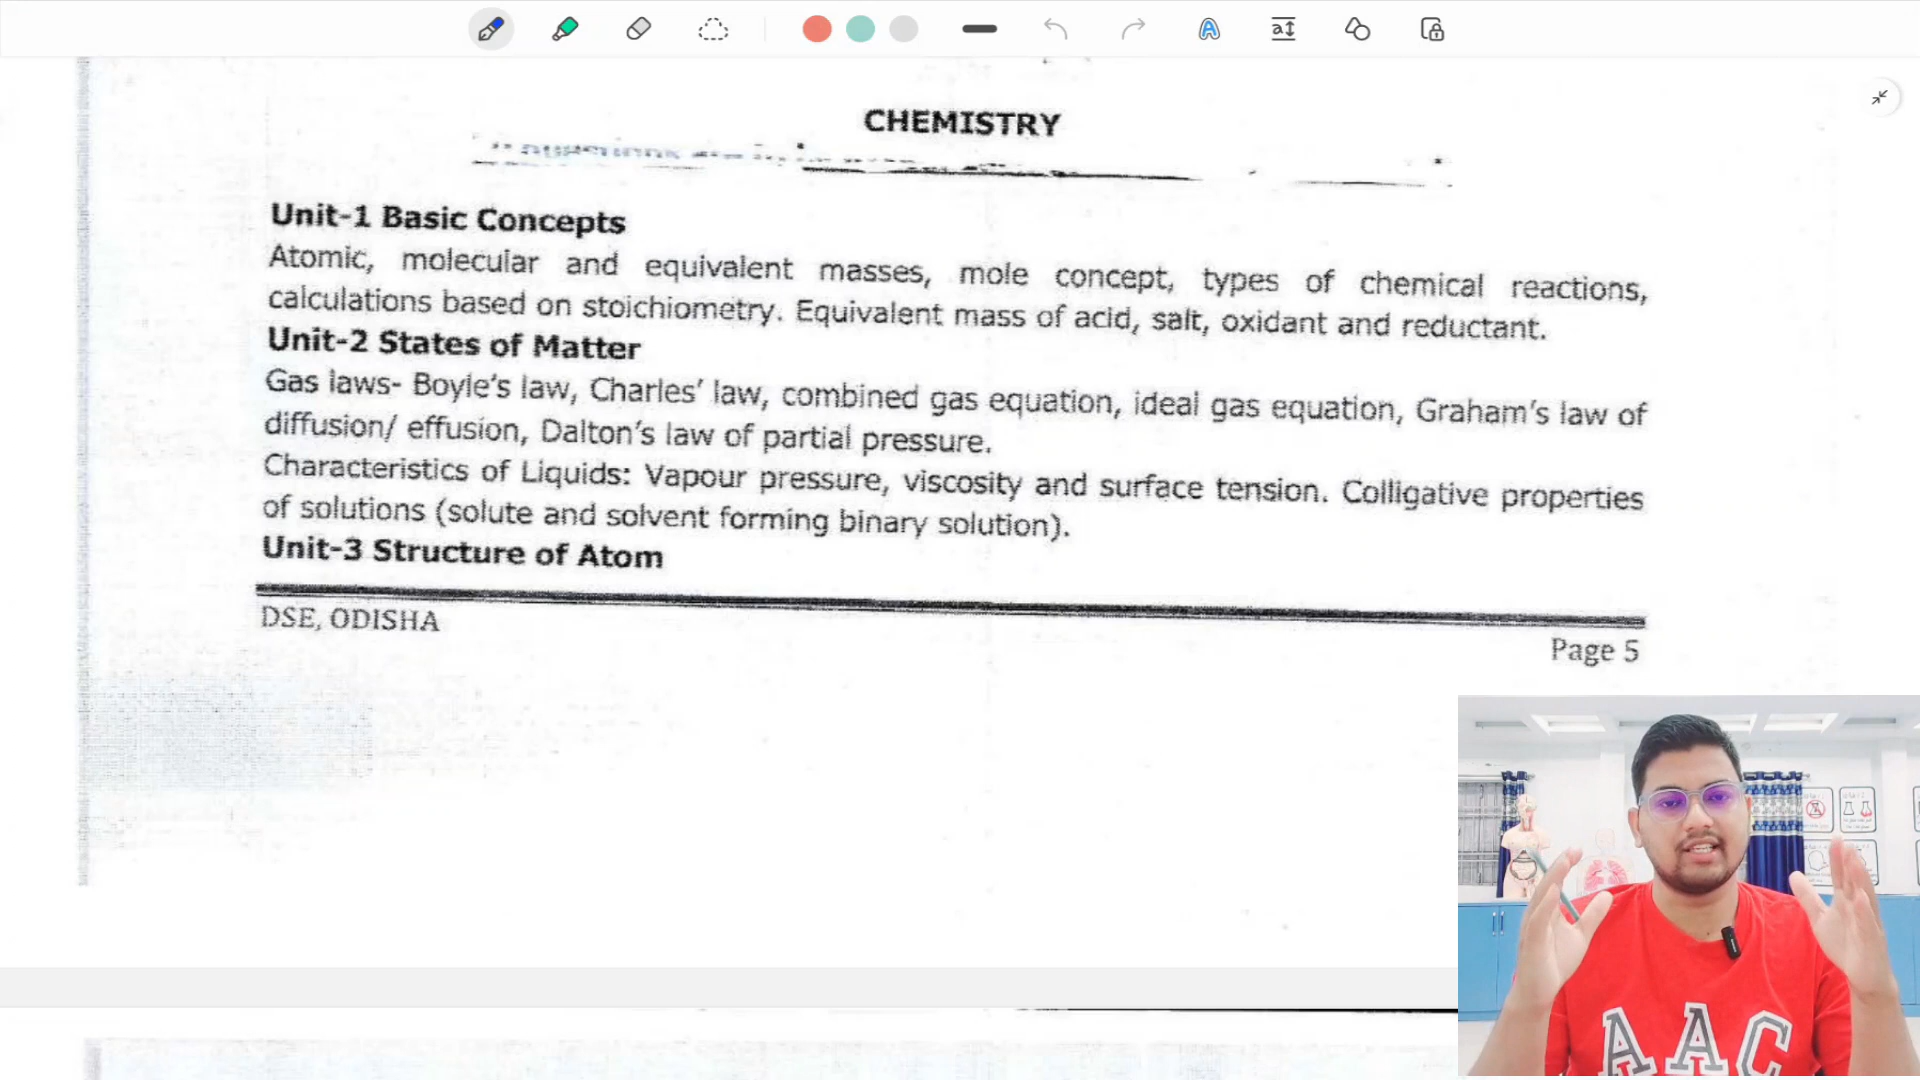 CHEMISTRY
Unit-1 Basic Concepts
Atomic, molecular and equivalent masses, mole concept, types of chemical reactions,
calculations based on stoichiometry. Equivalent mass of acid, salt, oxidant and reductant.
Unit-2 States of Matter
Gas laws- Boyle's law, Charles' law, combined gas equation, ideal gas equation, Graham's law of
diffusion/ effusion, Dalton's law of partial pressure.
Characteristics of Liquids: Vapour pressure, viscosity and surface tension. Colligative properties
of solutions (solute and solvent forming binary solution).
Unit-3 Structure of Atom
DSE, ODISHA
Page 5
AAC